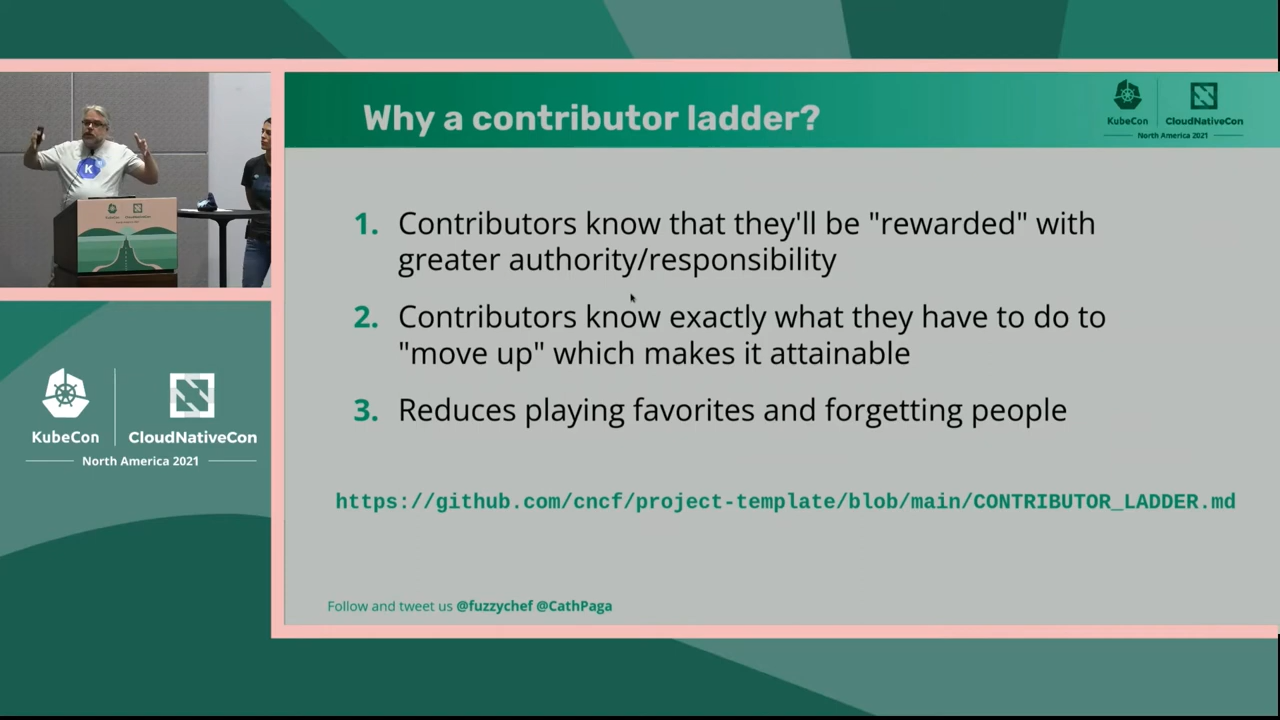 Why a contributor ladder?
KubeCon
CloudNativeCon
North America 2021
1. Contributors know that they'll be "rewarded" with
greater authority/responsibility
2. Contributors know exactly what they have to do to
"move up" which makes it attainable
3. Reduces playing favorites and forgetting people
https://github.com/cncf/project-template/blob/main/CONTRIBUTOR_LADDER.md
Follow and tweet us @fuzzychef @CathPaga
K
KubeCon
CloudNativeCon
North America 2021